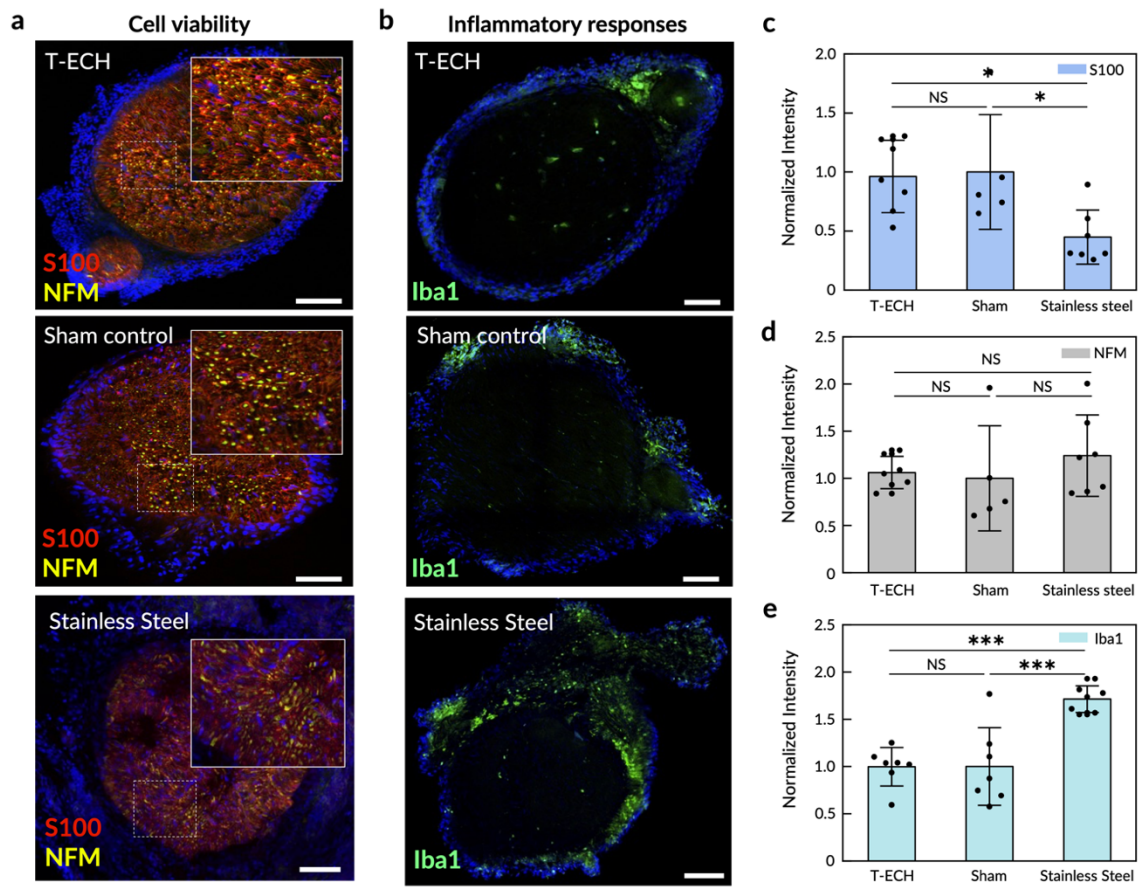 a
Cell viability
T-ECH
S100
NFM
Sham control
S100
NFM
Stainless Steel
S100
NFM
b
Inflammatory responses
T-ECH
Iba1
Sham control
Iba1
Stainless Steel
Iba1
c
Normalized Intensity
2.0
1.5
1.0
0.5
0
*
S100
NS
*
T-ECH
Sham
Stainless steel
d
Normalized Intensity
2.5
2.0
1.5
1.0
0.5
0
NS
NFM
NS
NS
T-ECH
Sham
Stainless steel
e
Normalized Intensity
2.5
2.0
1.5
1.0
0.5
0
***
Iba1
NS
***
T-ECH
Sham
Stainless Steel